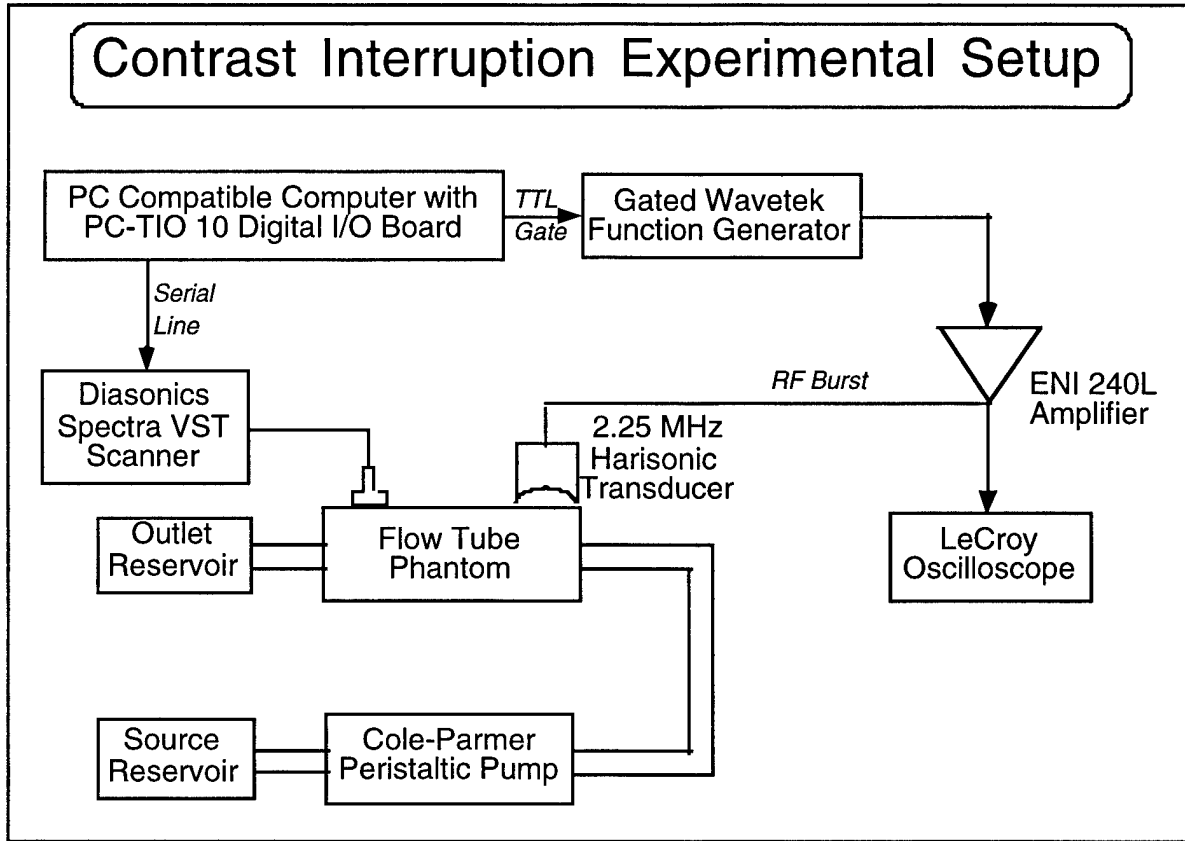 Contrast Interruption Experimental Setup
PC Compatible Computer with
PC-TIO 10 Digital I/O Board
TTL
Gate
Gated Wavetek
Function Generator
Serial
Line
Diasonics
Spectra VST
Scanner
RF Burst
ENI 240L
Amplifier
2.25 MHz
Harisonic
Transducer
Outlet
Reservoir
Flow Tube
Phantom
LeCroy
Oscilloscope
Source
Reservoir
Cole-Parmer
Peristaltic Pump